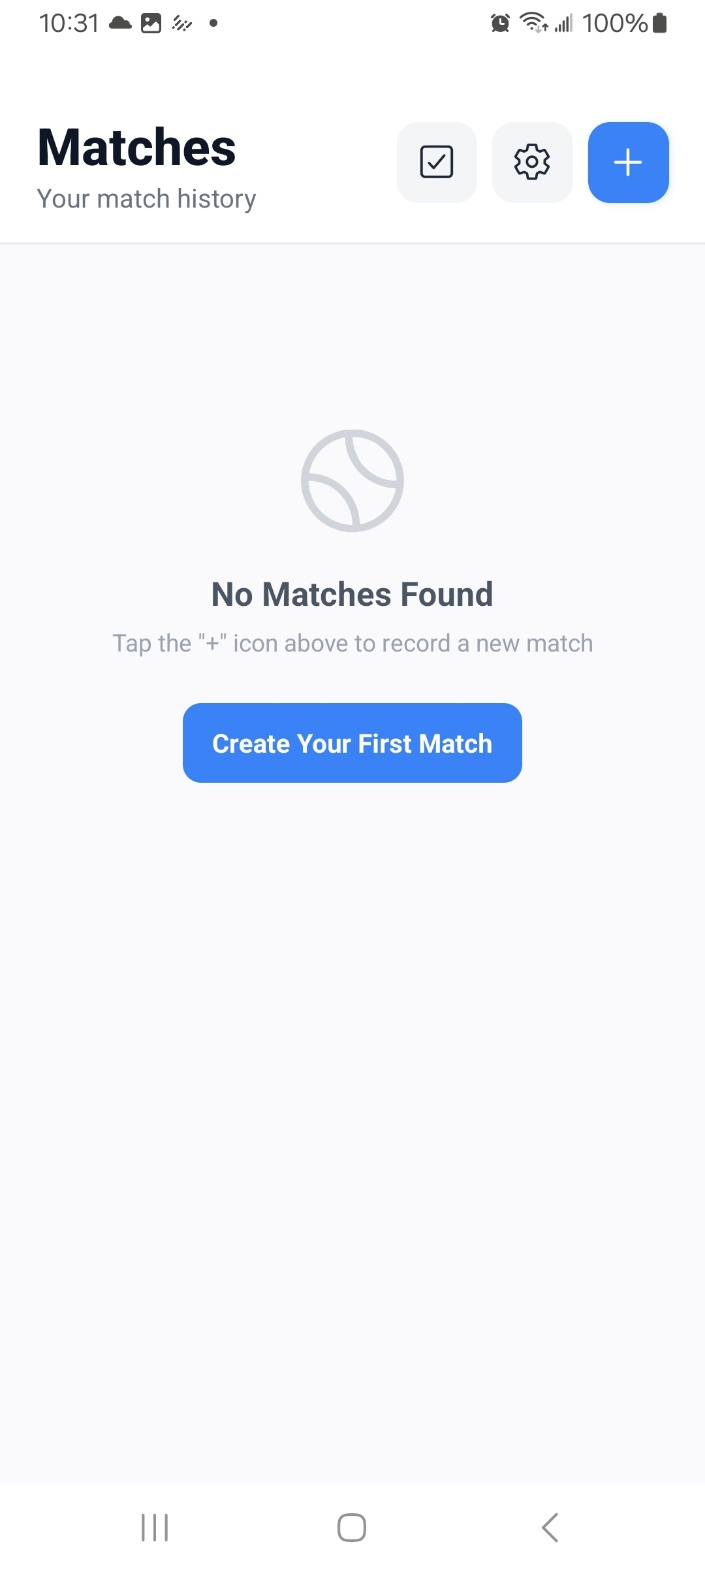 10:31
100%
Matches
Your match history
No Matches Found
Tap the "+" icon above to record a new match
Create Your First Match